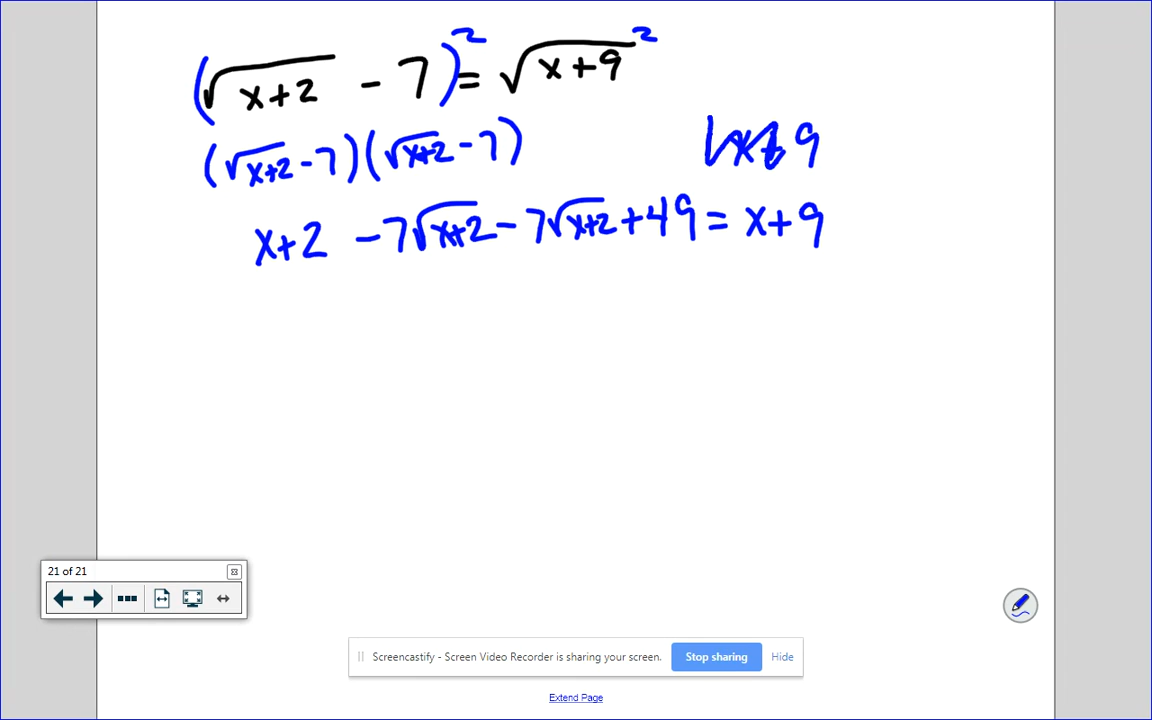 (√x+2 - 7)² = √x+9²
(√x+2 - 7)(√x+2 - 7)
9
x+2 - 7√x+2 - 7√x+2 + 49 = x+9
21 of 21
Screencastify - Screen Video Recorder is sharing your screen. Stop sharing Hide
Extend Page